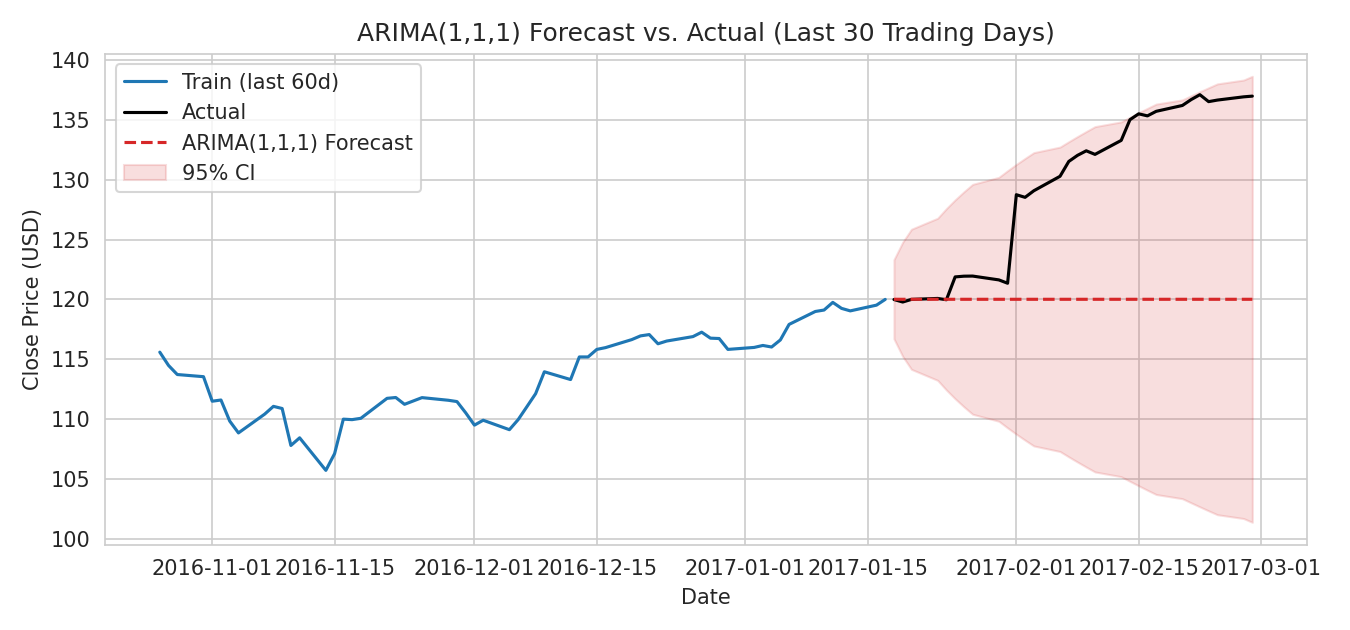 ARIMA(1,1,1) Forecast vs. Actual (Last 30 Trading Days)
Train (last 60d)
Actual
ARIMA(1,1,1) Forecast
95% CI
Close Price (USD)
140
135
130
125
120
115
110
105
100
2016-11-01 2016-11-15 2016-12-01 2016-12-15 2017-01-01 2017-01-15 2017-02-01 2017-02-15 2017-03-01
Date